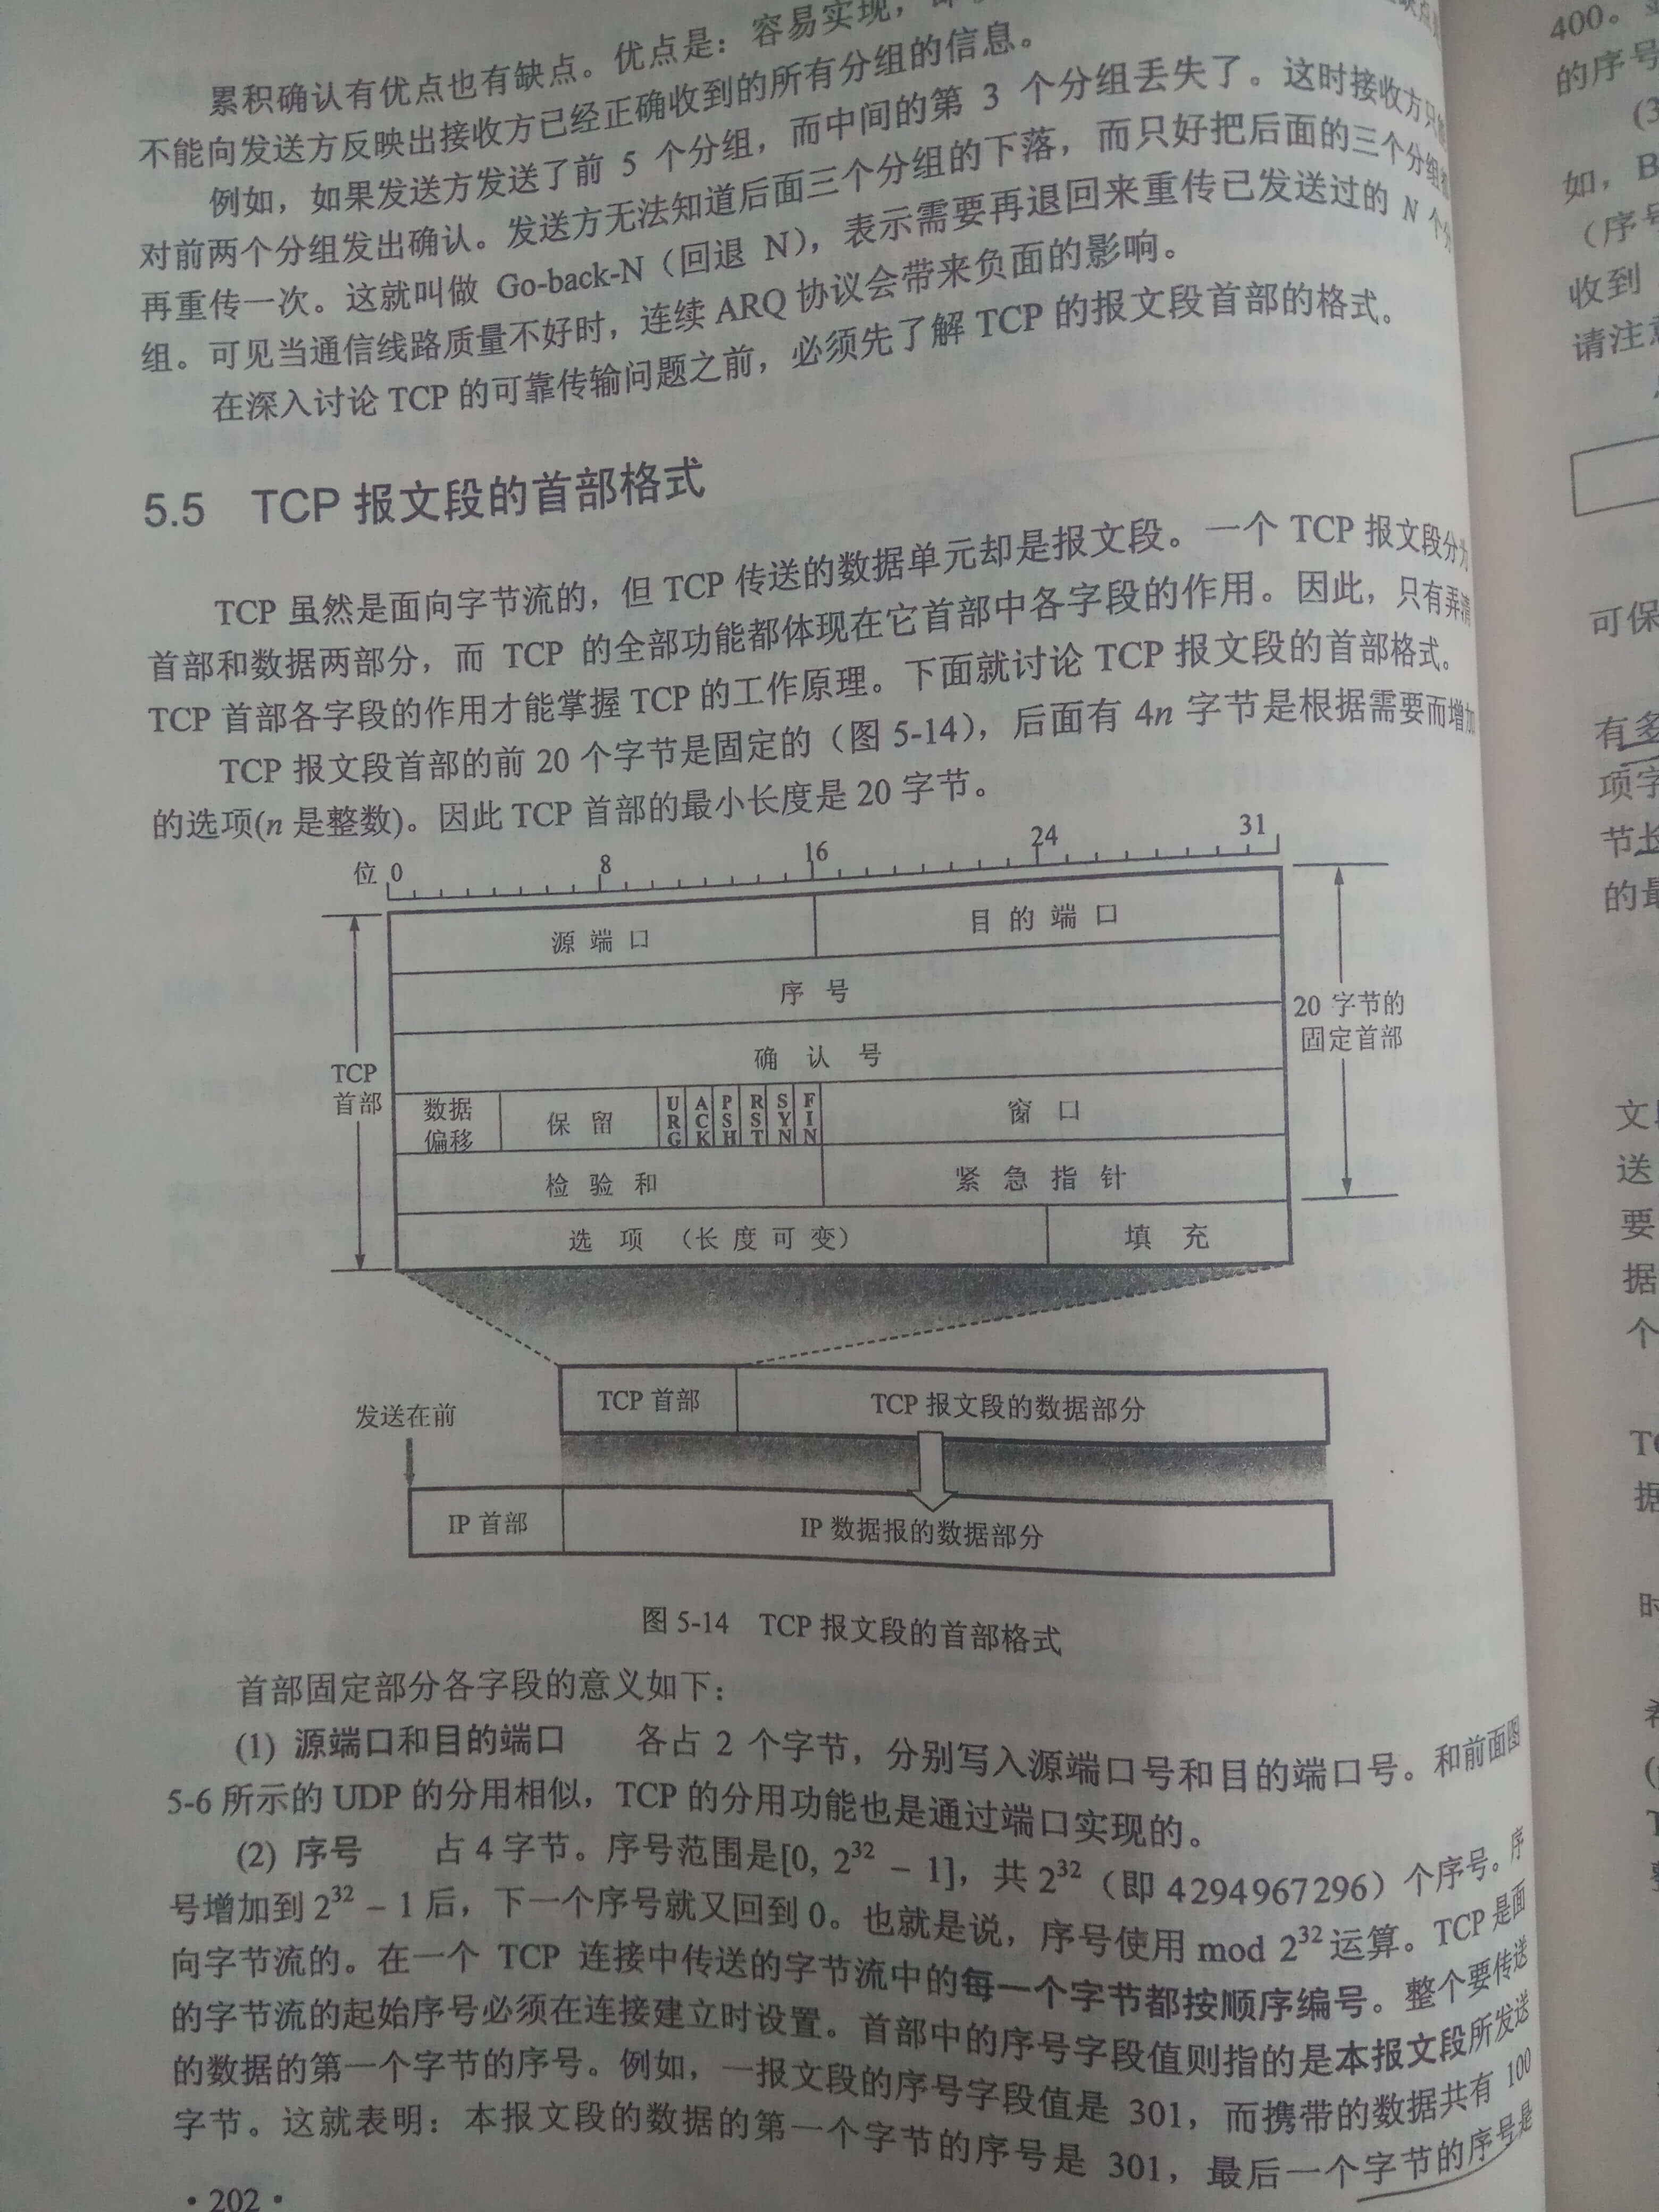 累积确认有优点也有缺点。优点是：容易实现，
不能向发送方反映出接收方已经正确收到的所有分组的信息。
例如，如果发送方发送了前 5 个分组，而中间的第 3 个分组丢失了。这时接收方只能
对前两个分组发出确认。发送方无法知道后面三个分组的下落，而只好把后面的三个分组都
再重传一次。这就叫做 Go-back-N（回退 N），表示需要再退回来重传已发送过的 N 个分
组。可见当通信线路质量不好时，连续 ARQ 协议会带来负面的影响。
在深入讨论 TCP 的可靠传输问题之前，必须先了解 TCP 的报文段首部的格式。
5.5 TCP 报文段的首部格式
TCP 虽然是面向字节流的，但 TCP 传送的数据单元却是报文段。一个 TCP 报文段分为
首部和数据两部分，而 TCP 的全部功能都体现在它首部中各字段的作用。因此，只有弄清
TCP 首部各字段的作用才能掌握 TCP 的工作原理。下面就讨论 TCP 报文段的首部格式。
TCP 报文段首部的前 20 个字节是固定的（图 5-14），后面有 4n 字节是根据需要而增加
的选项(n 是整数)。因此 TCP 首部的最小长度是 20 字节。
位 0 8 16 24 31
源端口 目的端口
序号
20 字节的
固定首部
确认号
TCP
首部
数据
偏移
保留
URG ACK PSH RST SYN FIN
窗口
检验和 紧急指针
选项（长度可变） 填充
TCP 首部 TCP 报文段的数据部分
发送在前
IP 首部 IP 数据报的数据部分
图 5-14 TCP 报文段的首部格式
首部固定部分各字段的意义如下：
(1) 源端口和目的端口 各占 2 个字节，分别写入源端口号和目的端口号。和前面图
5-6 所示的 UDP 的分用相似，TCP 的分用功能也是通过端口实现的。
(2) 序号 占 4 字节。序号范围是[0, 2^32 – 1]，共 2^32（即 4294967296）个序号。序
号增加到 2^32 – 1 后，下一个序号就又回到 0。也就是说，序号使用 mod 2^32 运算。TCP 是面
向字节流的。在一个 TCP 连接中传送的字节流中的每一个字节都按顺序编号。整个要传送
的字节流的起始序号必须在连接建立时设置。首部中的序号字段值则指的是本报文段所发送
的数据的第一个字节的序号。例如，一报文段的序号字段值是 301，而携带的数据共有 100
字节。这就表明：本报文段的数据的第一个字节的序号是 301，最后一个字节的序号是
• 202 •
400。
的序号
(3
如，B
（序号
收到
请注意
可保
有多
项字
节长
的最
送
要
据
个
据
时